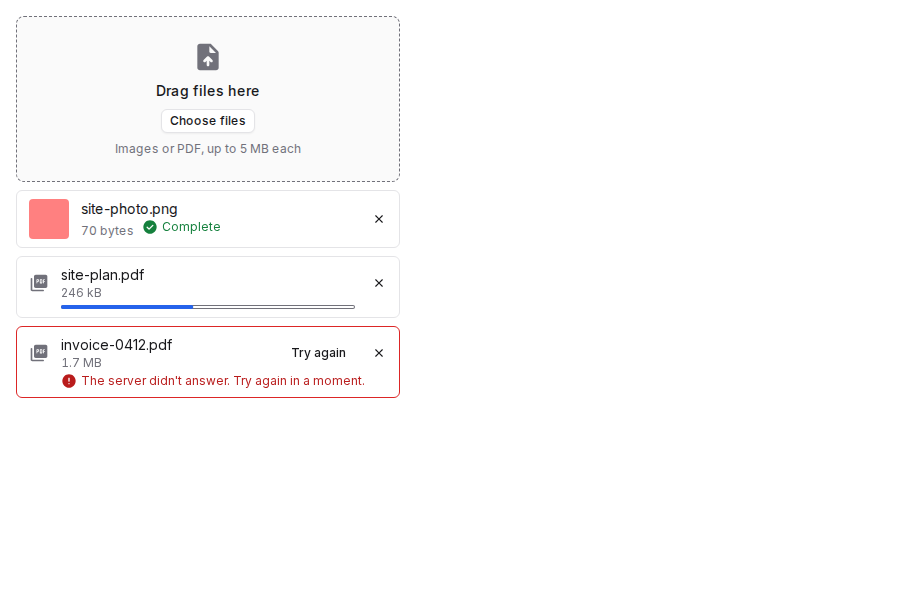 Drag files here
Choose files
Images or PDF, up to 5 MB each
site-photo.png
70 bytes Complete
PDF
site-plan.pdf
246 kB
PDF
invoice-0412.pdf
Try again
1.7 MB
The server didn't answer. Try again in a moment.